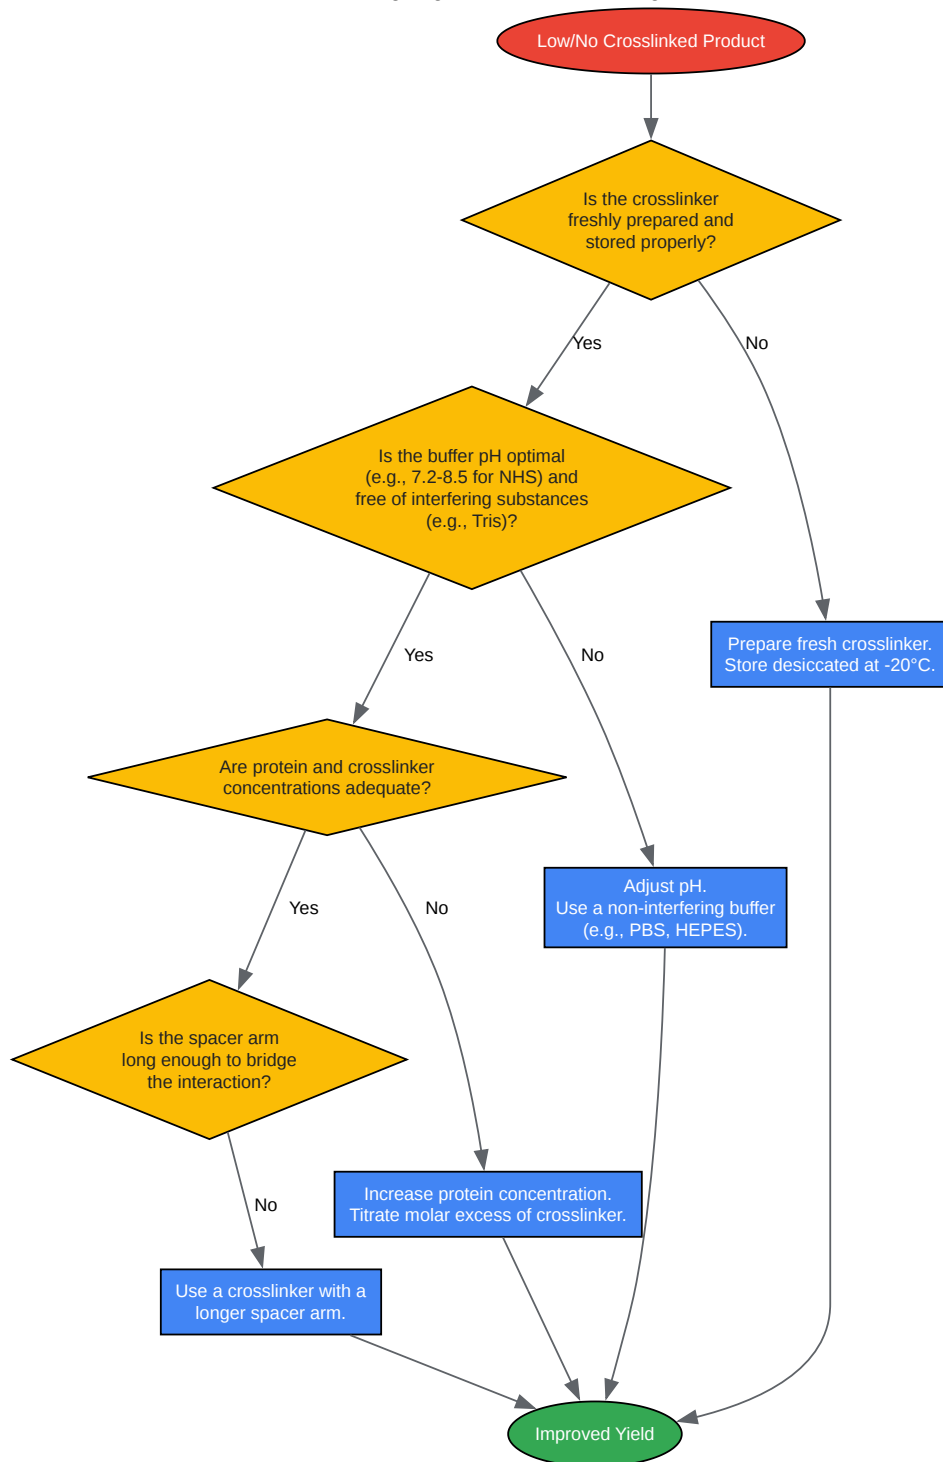 Low/No Crosslinked Product
Is the crosslinker
freshly prepared and
stored properly?
Yes
No
Is the buffer pH optimal
(e.g., 7.2-8.5 for NHS) and
free of interfering substances
(e.g., Tris)?
Yes
No
Prepare fresh crosslinker.
Store desiccated at -20°C.
Are protein and crosslinker
concentrations adequate?
Yes
No
Adjust pH.
Use a non-interfering buffer
(e.g., PBS, HEPES).
Is the spacer arm
long enough to bridge
the interaction?
No
Increase protein concentration.
Titrate molar excess of crosslinker.
Use a crosslinker with a
longer spacer arm.
Improved Yield